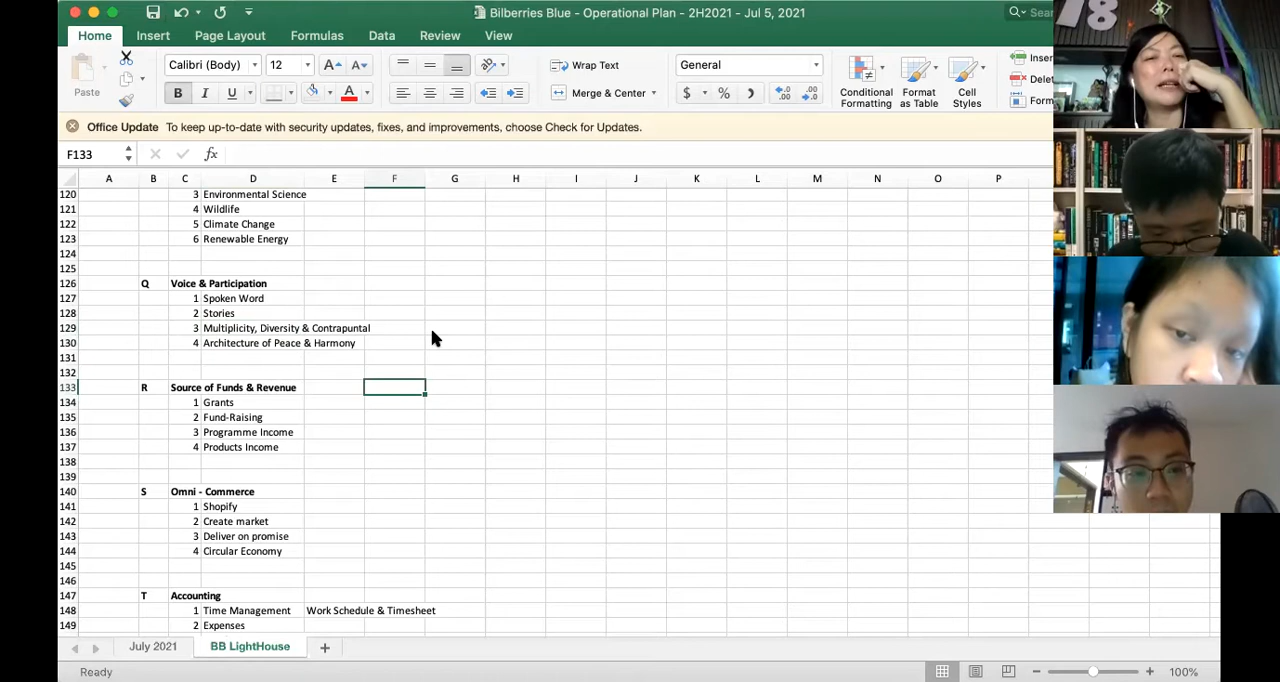 Bilberries Blue - Operational Plan - 2H2021 - Jul 5, 2021
Home Insert Page Layout Formulas Data Review View
Paste
Calibri (Body) 12
Wrap Text
Merge & Center
General
Conditional Formatting
Format as Table
Cell Styles
Office Update To keep up-to-date with security updates, fixes, and improvements, choose Check for Updates.
F133 fx
A B C D E F G H I J K L M N O P
120 3 Environmental Science
121 4 Wildlife
122 5 Climate Change
123 6 Renewable Energy
124
125
126 Q Voice & Participation
127 1 Spoken Word
128 2 Stories
129 3 Multiplicity, Diversity & Contrapuntal
130 4 Architecture of Peace & Harmony
131
132
133 R Source of Funds & Revenue
134 1 Grants
135 2 Fund-Raising
136 3 Programme Income
137 4 Products Income
138
139
140 S Omni - Commerce
141 1 Shopify
142 2 Create market
143 3 Deliver on promise
144 4 Circular Economy
145
146
147 T Accounting
148 1 Time Management Work Schedule & Timesheet
149 2 Expenses
July 2021 BB LightHouse
Ready 100%
78